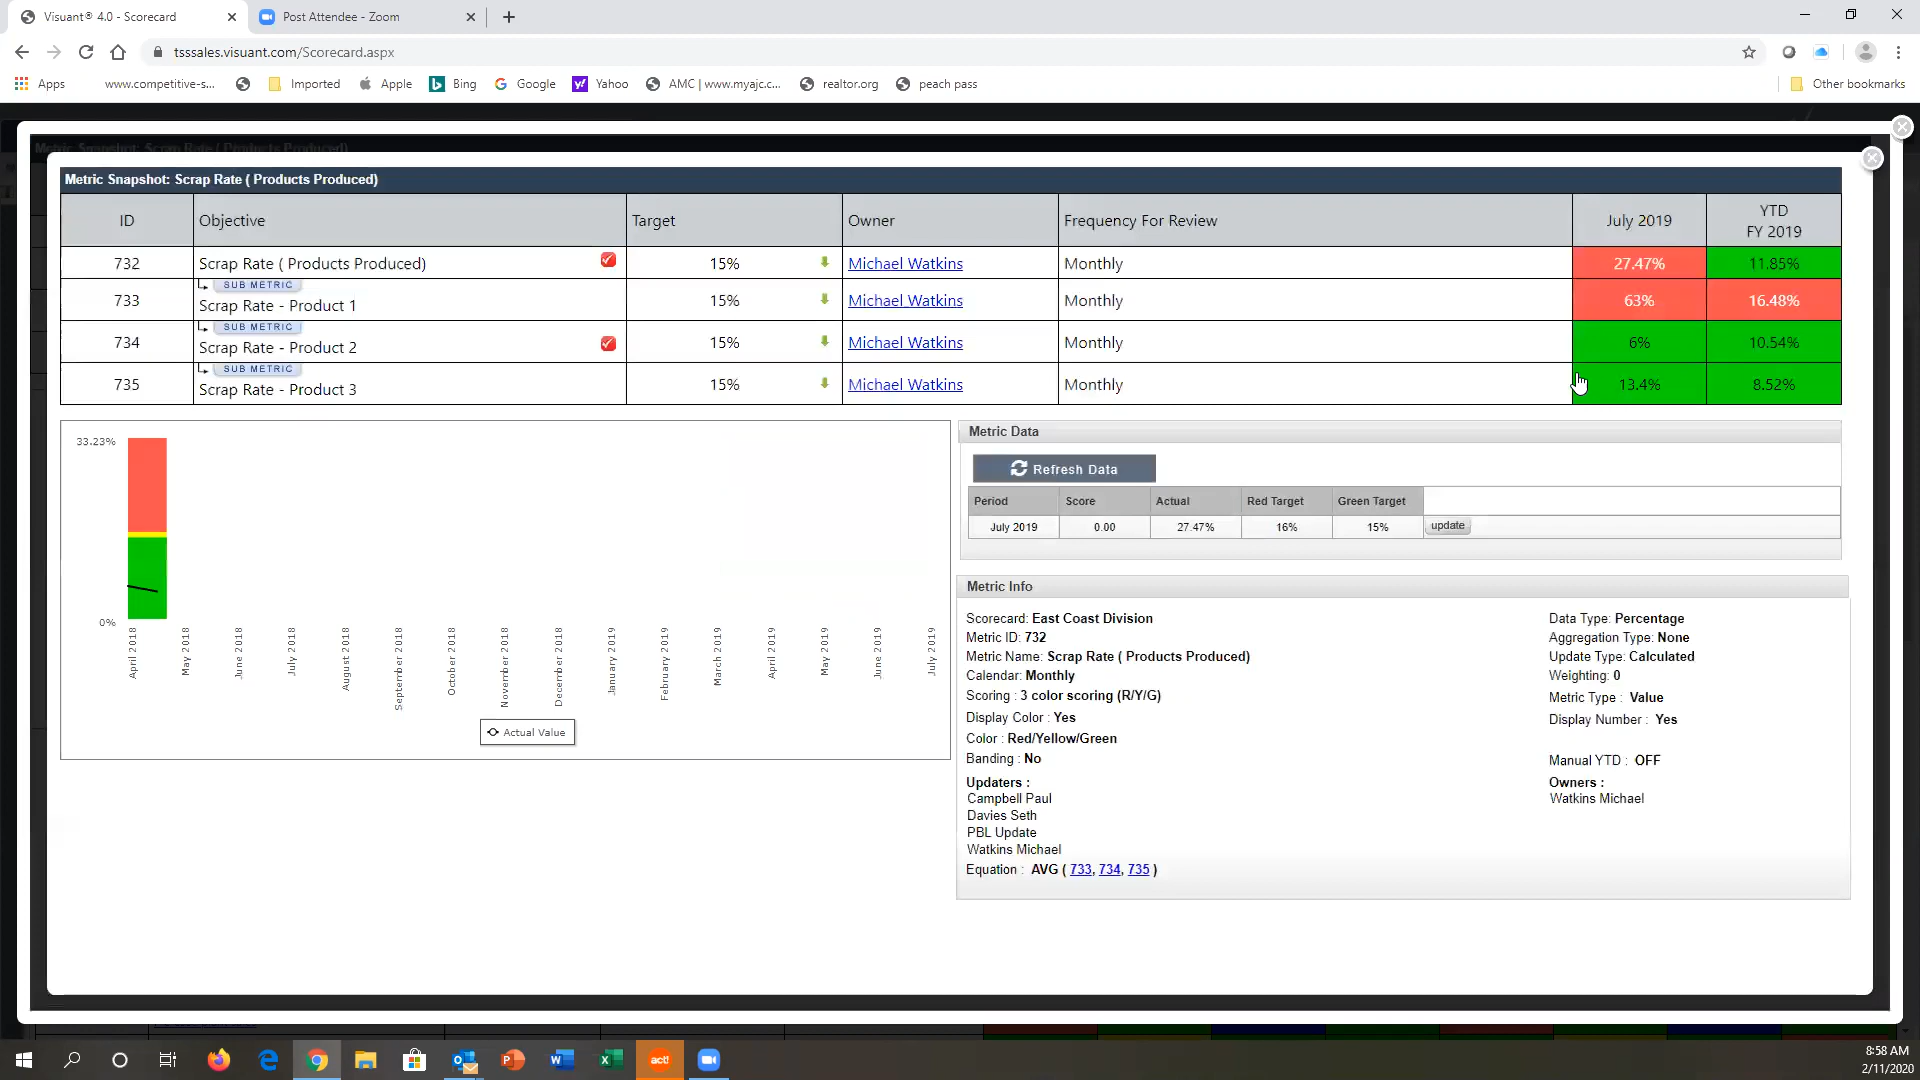 Visuant® 4.0 - Scorecard
Post Attendee - Zoom
tsssales.visuant.com/Scorecard.aspx
Apps www.competitive-s... Imported Apple Bing Google Yahoo AMC | www.myajc.c... realtor.org peach pass Other bookmarks
Metric Snapshot: Scrap Rate ( Products Produced)
Metric Snapshot: Scrap Rate ( Products Produced)
ID Objective Target Owner Frequency For Review July 2019 YTD
FY 2019
732 Scrap Rate ( Products Produced) 15% Michael Watkins Monthly 27.47% 11.85%
SUB METRIC
733 Scrap Rate - Product 1 15% Michael Watkins Monthly 63% 16.48%
SUB METRIC
734 Scrap Rate - Product 2 15% Michael Watkins Monthly 6% 10.54%
SUB METRIC
735 Scrap Rate - Product 3 15% Michael Watkins Monthly 13.4% 8.52%
33.23%
0%
April 2018
May 2018
June 2018
July 2018
August 2018
September 2018
October 2018
November 2018
December 2018
January 2019
February 2019
March 2019
April 2019
May 2019
June 2019
July 2019
Actual Value
Metric Data
Refresh Data
Period Score Actual Red Target Green Target
July 2019 0.00 27.47% 16% 15% update
Metric Info
Scorecard: East Coast Division
Metric ID: 732
Metric Name: Scrap Rate ( Products Produced)
Calendar: Monthly
Scoring : 3 color scoring (R/Y/G)
Display Color : Yes
Color : Red/Yellow/Green
Banding : No
Updaters :
Campbell Paul
Davies Seth
PBL Update
Watkins Michael
Equation : AVG ( 733, 734, 735 )
Data Type: Percentage
Aggregation Type: None
Update Type: Calculated
Weighting: 0
Metric Type : Value
Display Number : Yes
Manual YTD : OFF
Owners :
Watkins Michael
act!
8:58 AM
2/11/2020